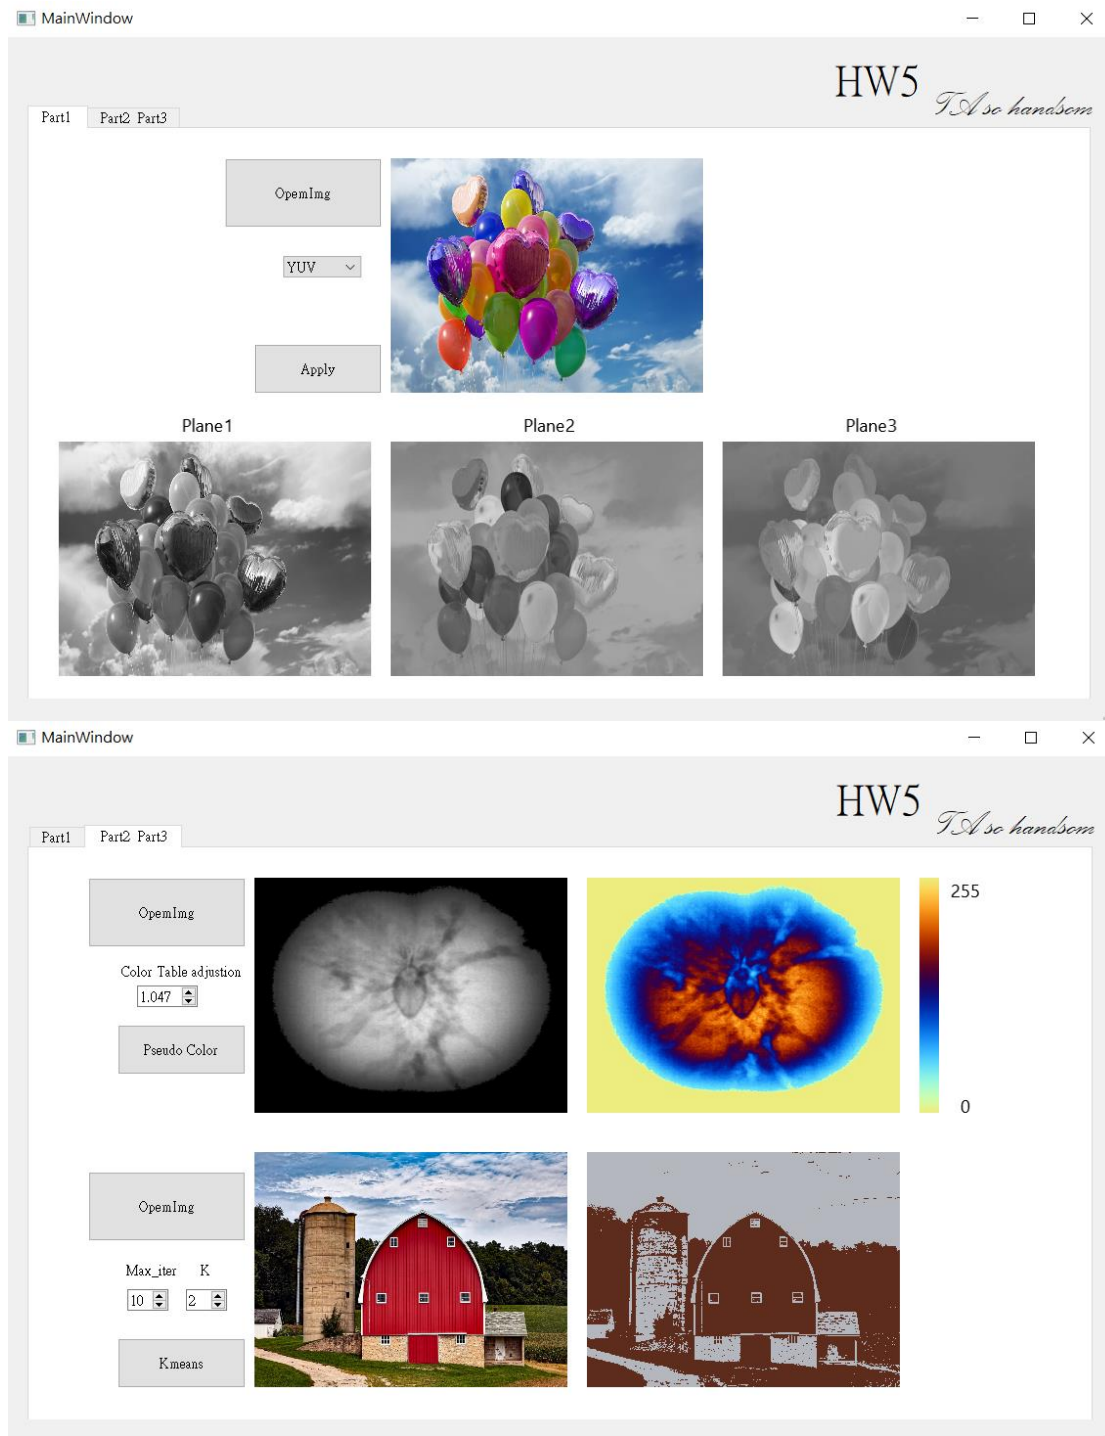 MainWindow
HW5
TA so handsom
Part1
Part2 Part3
OpemImg
YUV
Apply
Plane1
Plane2
Plane3
MainWindow
HW5
TA so handsom
Part1
Part2 Part3
OpemImg
255
Color Table adjustion
1.047
Pseudo Color
0
OpemImg
Max_iter K
10 2
Kmeans